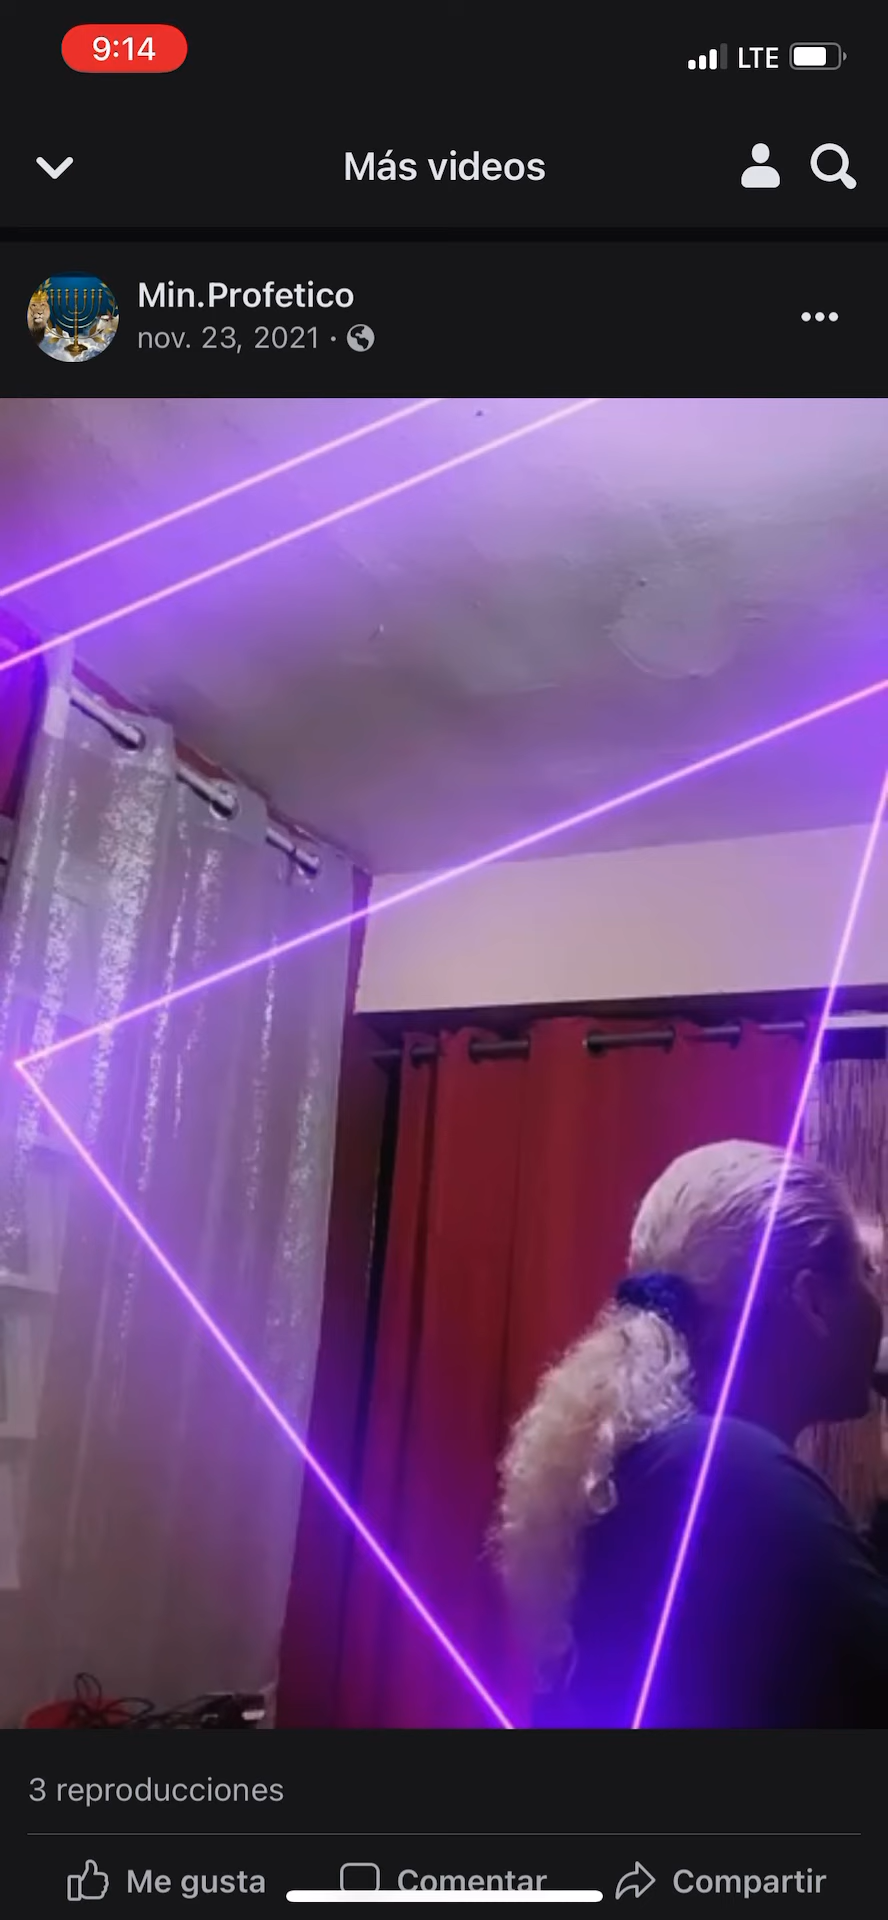 9:14
LTE
Más videos
Min.Profetico
nov. 23, 2021 ·
3 reproducciones
Me gusta
Comentar
Compartir